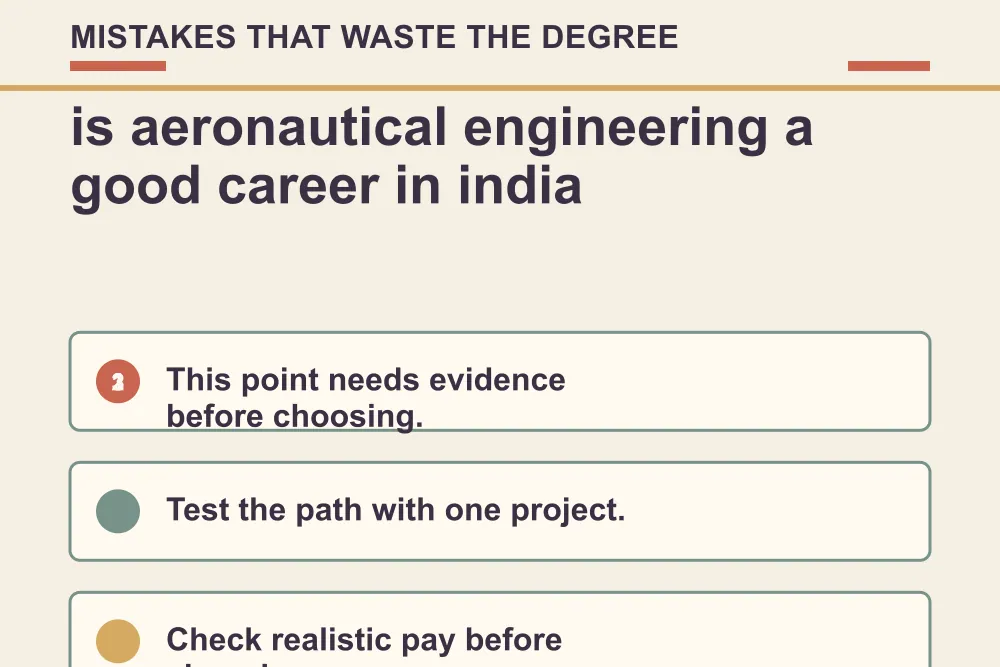 MISTAKES THAT WASTE THE DEGREE
is aeronautical engineering a
good career in india
This point needs evidence
before choosing.
Test the path with one project.
Check realistic pay before